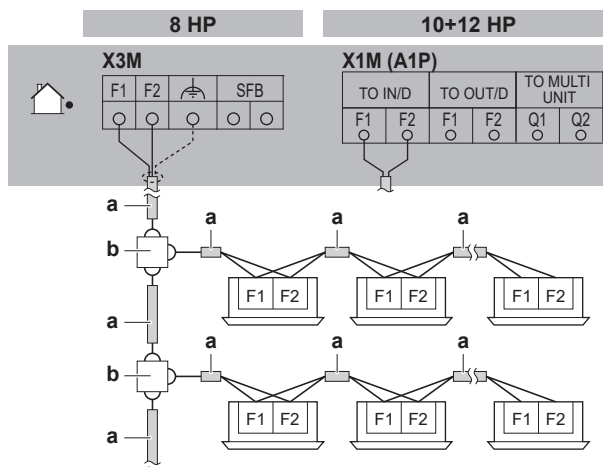 8 HP 10+12 HP
X3M X1M (A1P)
F1 F2 SFB
TO IN/D TO OUT/D TO MULTI UNIT
F1 F2 F1 F2 Q1 Q2
a
a a a
b
F1 F2 F1 F2 F1 F2
a
a a a
b
F1 F2 F1 F2 F1 F2
a